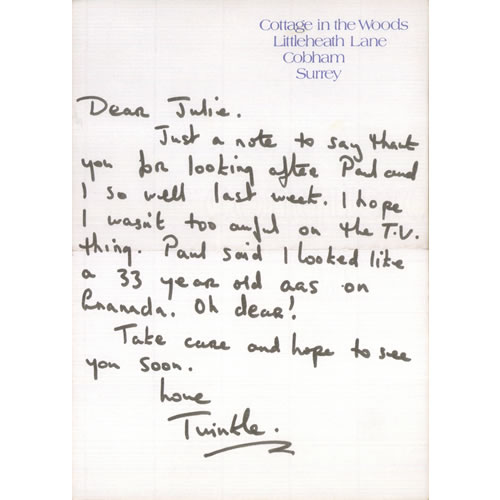 Cottage in the Woods
Littleheath Lane
Cobham
Surrey
Dear Julie.
Just a note to say thank
you for looking after Paul and
I so well last week. I hope
I wasn't too awful on the T.V.
thing. Paul said I looked like
a 33 year old aas on
Granada. Oh dear!
Take care and hope to see
you soon.
Love
Twinkle.